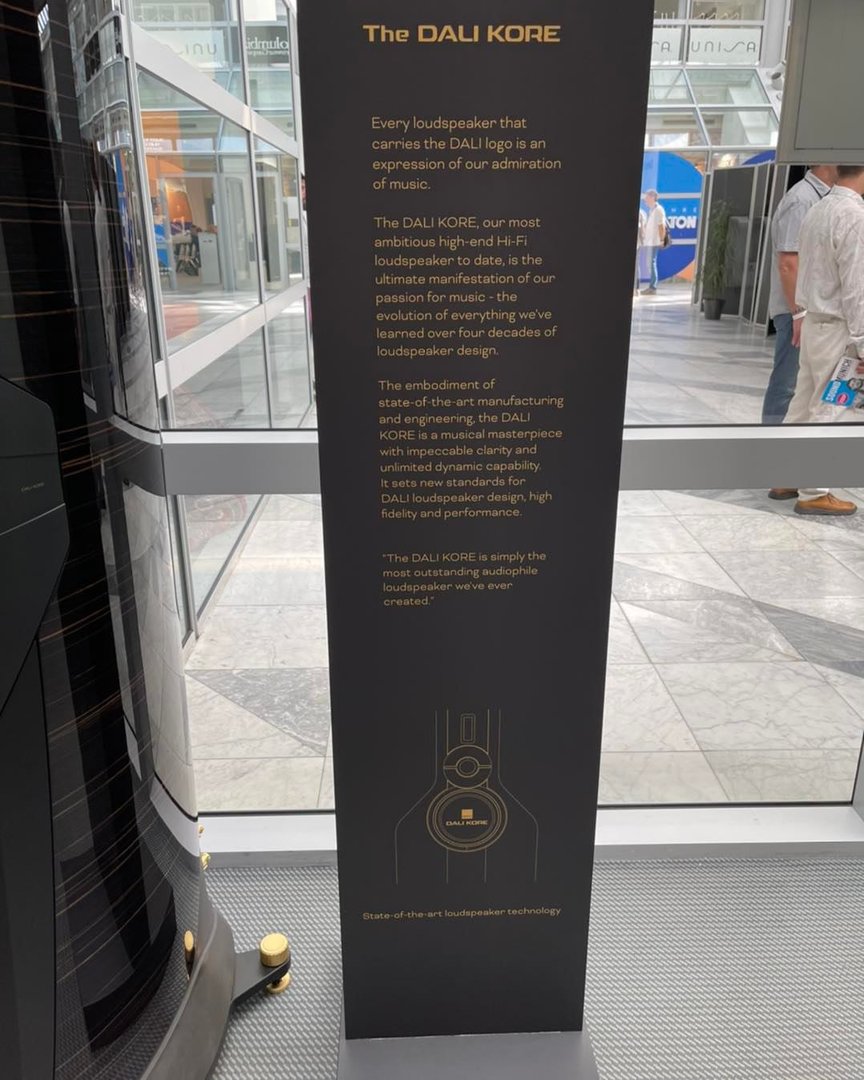 The DALI KORE
Every loudspeaker that
carries the DALI logo is an
expression of our admiration
of music.
The DALI KORE, our most
ambitious high-end Hi-Fi
loudspeaker to date, is the
ultimate manifestation of our
passion for music - the
evolution of everything we've
learned over four decades of
loudspeaker design.
The embodiment of
state-of-the-art manufacturing
and engineering, the DALI
KORE is a musical masterpiece
with impeccable clarity and
unlimited dynamic capability.
It sets new standards for
DALI loudspeaker design, high
fidelity and performance.
"The DALI KORE is simply the
most outstanding audiophile
loudspeaker we've ever
created."
DALI KORE
State-of-the-art loudspeaker technology
DALI KORE
UNISA
TON